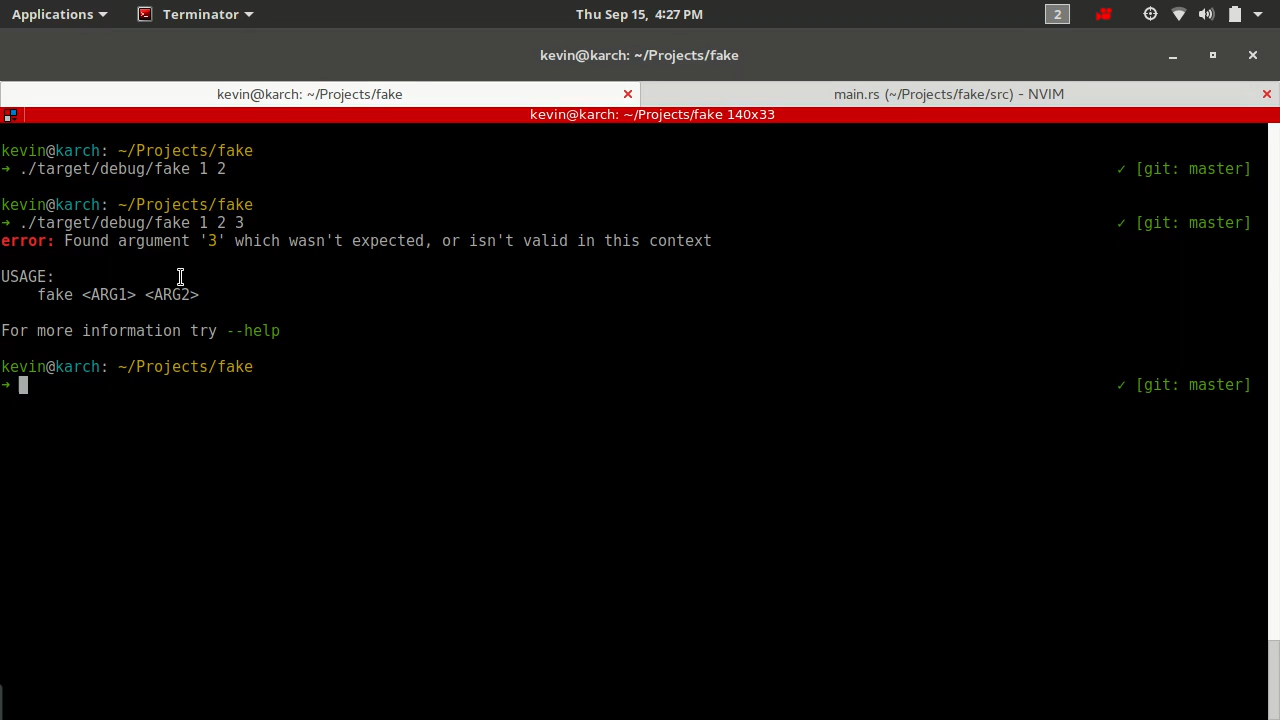 Applications Terminator Thu Sep 15, 4:27 PM 2
kevin@karch: ~/Projects/fake
kevin@karch: ~/Projects/fake main.rs (~/Projects/fake/src) - NVIM
kevin@karch: ~/Projects/fake 140x33
kevin@karch: ~/Projects/fake
➜ ./target/debug/fake 1 2 ✓ [git: master]
kevin@karch: ~/Projects/fake
➜ ./target/debug/fake 1 2 3 ✓ [git: master]
error: Found argument '3' which wasn't expected, or isn't valid in this context
USAGE:
    fake <ARG1> <ARG2>
For more information try --help
kevin@karch: ~/Projects/fake
➜ ✓ [git: master]